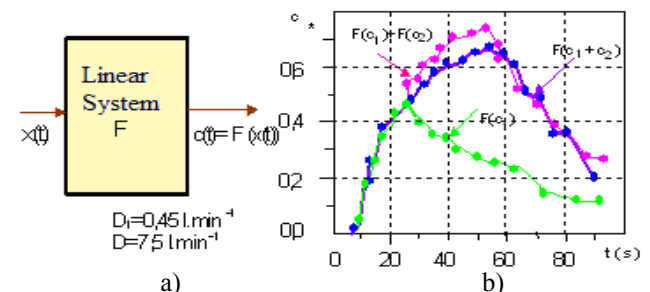 Linear
System
F
x(t)
c(t)=F(x(t))
D₁=0,45 l.min⁻¹
D=7,5 l.min⁻¹
a)
c
*
F(c₁)+F(c₂)
F(c₁+c₂)
F(c₁)
0,6
0,4
0,2
0,0
0 20 40 60 80 t(s)
b)